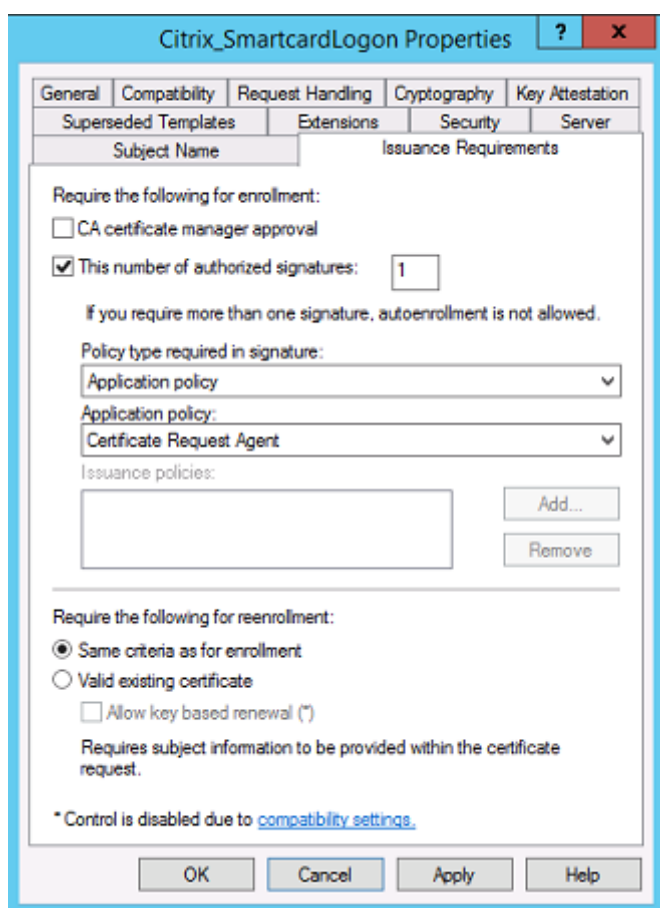 Citrix_SmartcardLogon Properties ? x
General Compatibility Request Handling Cryptography Key Attestation
Superseded Templates Extensions Security Server
Subject Name Issuance Requirements
Require the following for enrollment:
CA certificate manager approval
This number of authorized signatures: 1
If you require more than one signature, autoenrollment is not allowed.
Policy type required in signature:
Application policy
Application policy:
Certificate Request Agent
Issuance policies:
Add...
Remove
Require the following for reenrollment:
Same criteria as for enrollment
Valid existing certificate
Allow key based renewal (*)
Requires subject information to be provided within the certificate
request.
* Control is disabled due to compatibility settings.
OK Cancel Apply Help